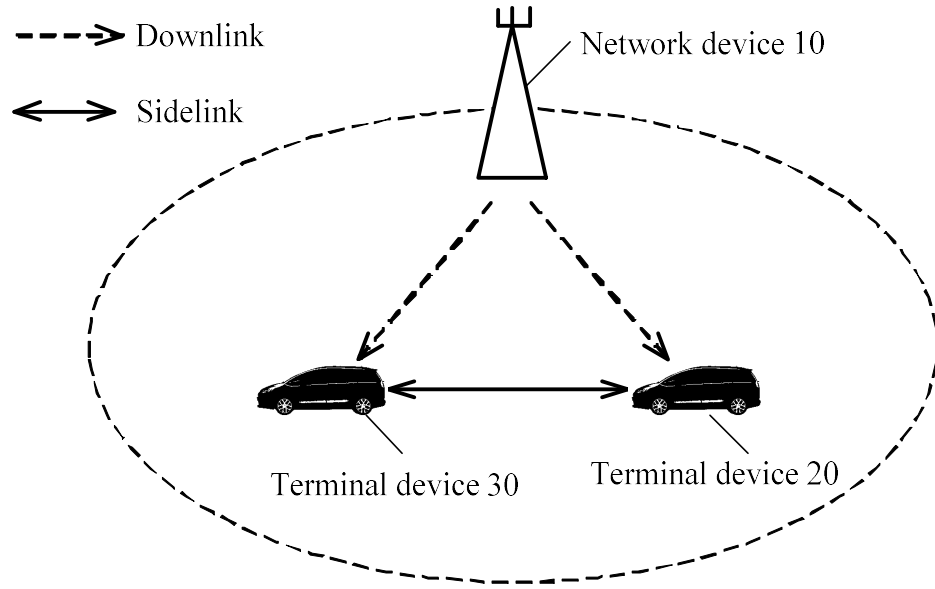 Downlink
Network device 10
Sidelink
Terminal device 30
Terminal device 20